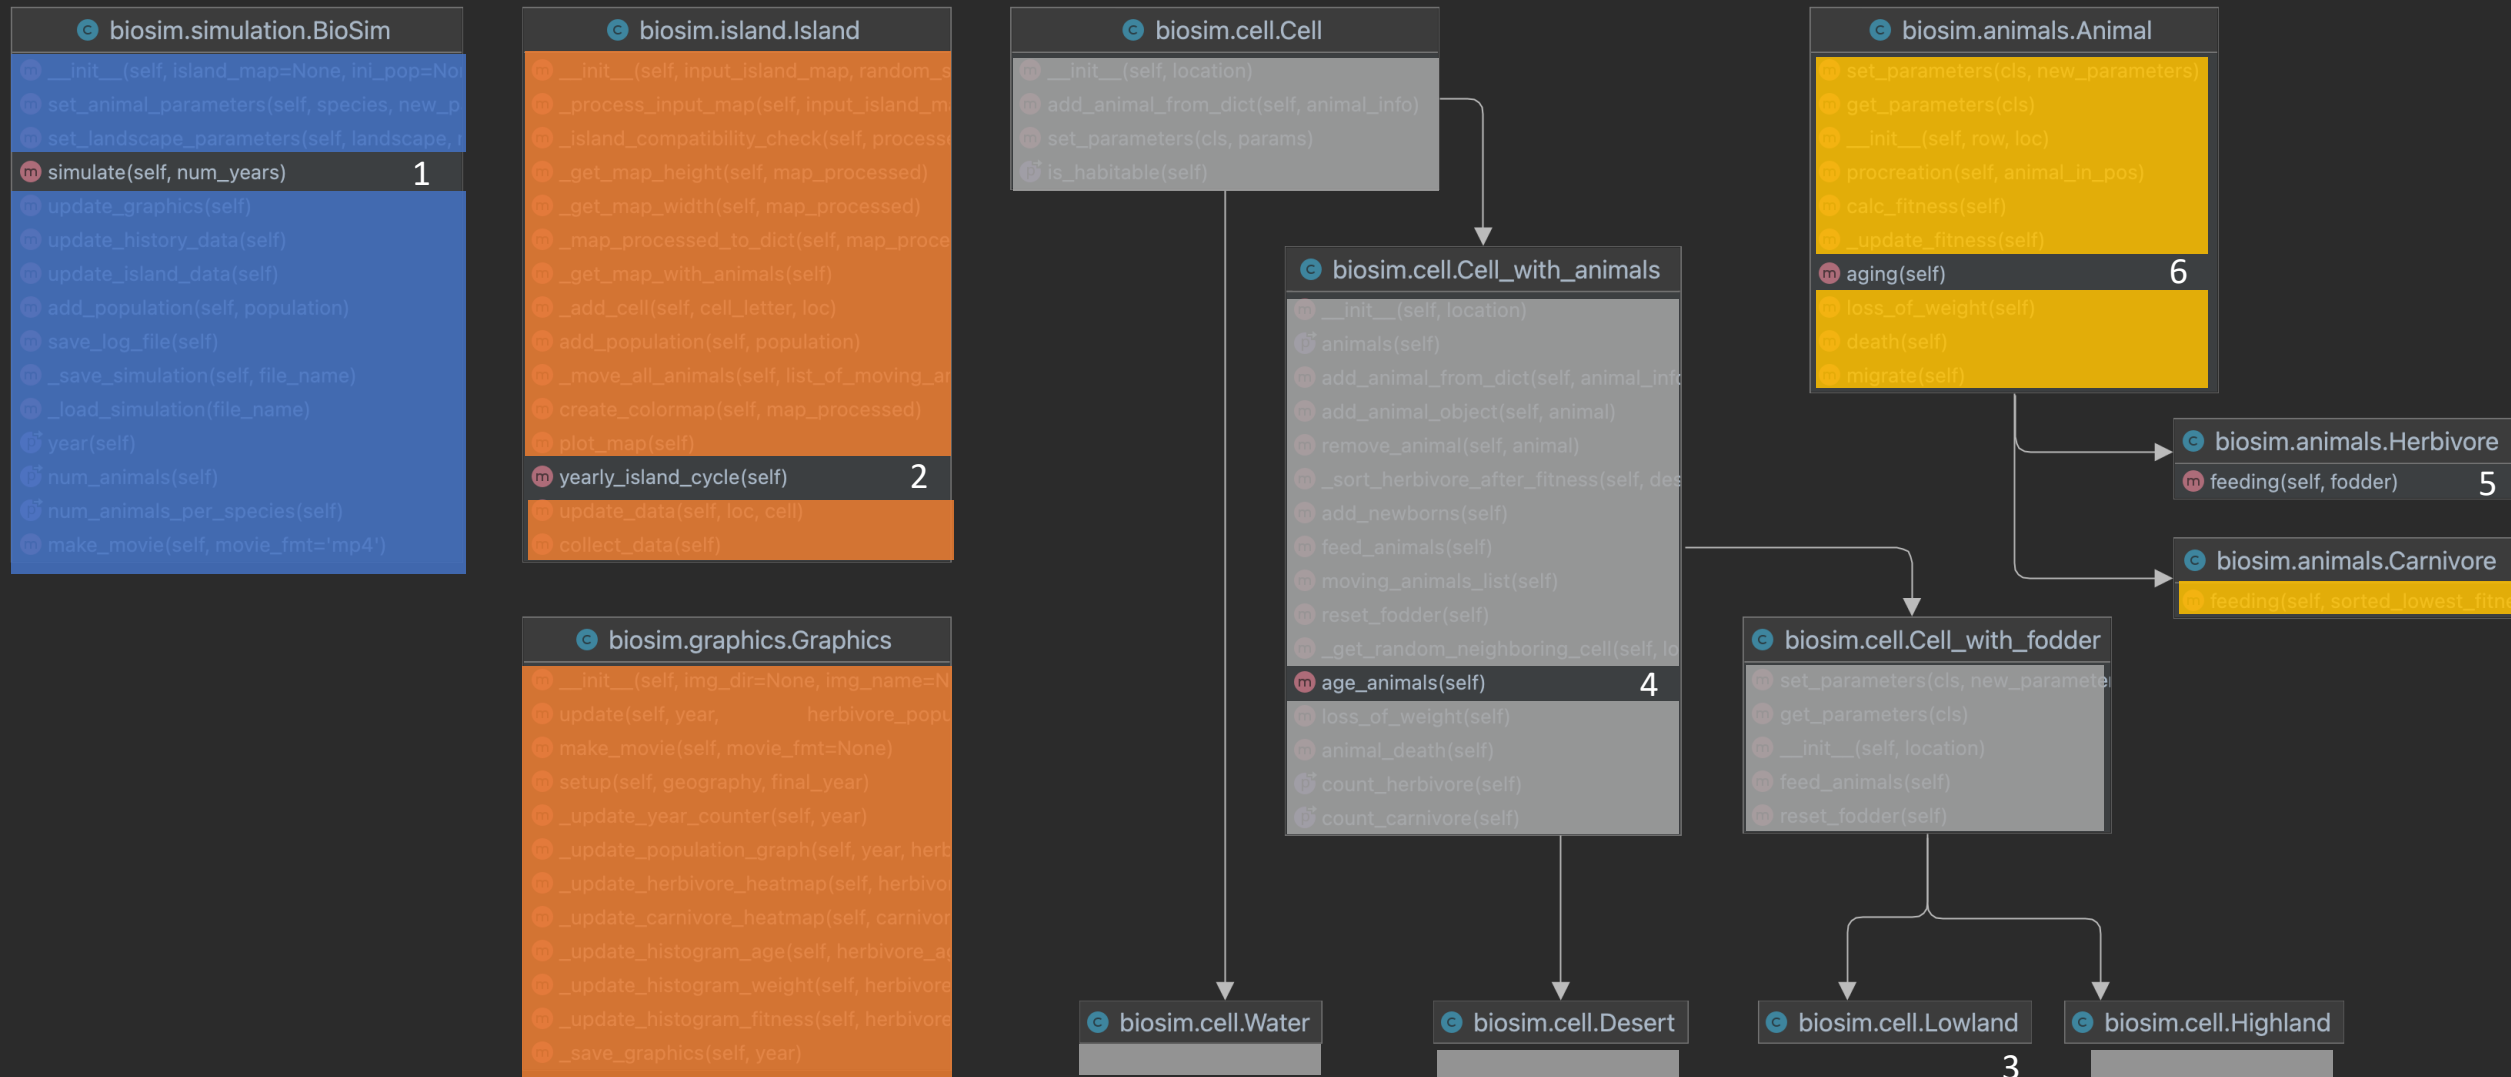 biosim.simulation.BioSim
__init__(self, island_map=None, ini_pop=Nor
set_animal_parameters(self, species, new_p
set_landscape_parameters(self, landscape, r
simulate(self, num_years) 1
update_graphics(self)
update_history_data(self)
update_island_data(self)
add_population(self, population)
save_log_file(self)
_save_simulation(self, file_name)
_load_simulation(file_name)
year(self)
num_animals(self)
num_animals_per_species(self)
make_movie(self, movie_fmt='mp4')
biosim.island.Island
__init__(self, input_island_map, random_s
_process_input_map(self, input_island_m
_island_compatibility_check(self, processe
_get_map_height(self, map_processed)
_get_map_width(self, map_processed)
_map_processed_to_dict(self, map_proce
_get_map_with_animals(self)
_add_cell(self, cell_letter, loc)
add_population(self, population)
_move_all_animals(self, list_of_moving_ar
create_colormap(self, map_processed)
plot_map(self)
yearly_island_cycle(self) 2
update_data(self, loc, cell)
collect_data(self)
biosim.graphics.Graphics
__init__(self, img_dir=None, img_name=N
update(self, year, herbivore_popu
make_movie(self, movie_fmt=None)
setup(self, geography, final_year)
_update_year_counter(self, year)
_update_population_graph(self, year, herb
_update_herbivore_heatmap(self, herbivo
_update_carnivore_heatmap(self, carnivor
_update_histogram_age(self, herbivore_ag
_update_histogram_weight(self, herbivore
_update_histogram_fitness(self, herbivore
_save_graphics(self, year)
biosim.cell.Cell
__init__(self, location)
add_animal_from_dict(self, animal_info)
set_parameters(cls, params)
is_habitable(self)
biosim.cell.Cell_with_animals
__init__(self, location)
animals(self)
add_animal_from_dict(self, animal_info
add_animal_object(self, animal)
remove_animal(self, animal)
_sort_herbivore_after_fitness(self, des
add_newborns(self)
feed_animals(self)
moving_animals_list(self)
reset_fodder(self)
_get_random_neighboring_cell(self, lo
age_animals(self) 4
loss_of_weight(self)
animal_death(self)
count_herbivore(self)
count_carnivore(self)
biosim.animals.Animal
set_parameters(cls, new_parameters)
get_parameters(cls)
__init__(self, row, loc)
procreation(self, animal_in_pos)
calc_fitness(self)
_update_fitness(self)
aging(self) 6
loss_of_weight(self)
death(self)
migrate(self)
biosim.animals.Herbivore
feeding(self, fodder) 5
biosim.animals.Carnivore
feeding(self, sorted_lowest_fitne
biosim.cell.Cell_with_fodder
set_parameters(cls, new_parameter
get_parameters(cls)
__init__(self, location)
feed_animals(self)
reset_fodder(self)
biosim.cell.Water
biosim.cell.Desert
biosim.cell.Lowland
biosim.cell.Highland
3